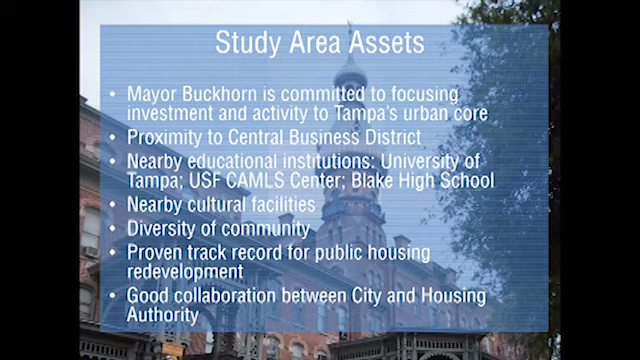 Study Area Assets
• Mayor Buckhorn is committed to focusing
investment and activity to Tampa's urban core
• Proximity to Central Business District
• Nearby educational institutions: University of
Tampa; USF CAMLS Center; Blake High School
• Nearby cultural facilities
• Diversity of community
• Proven track record for public housing
redevelopment
• Good collaboration between City and Housing
Authority